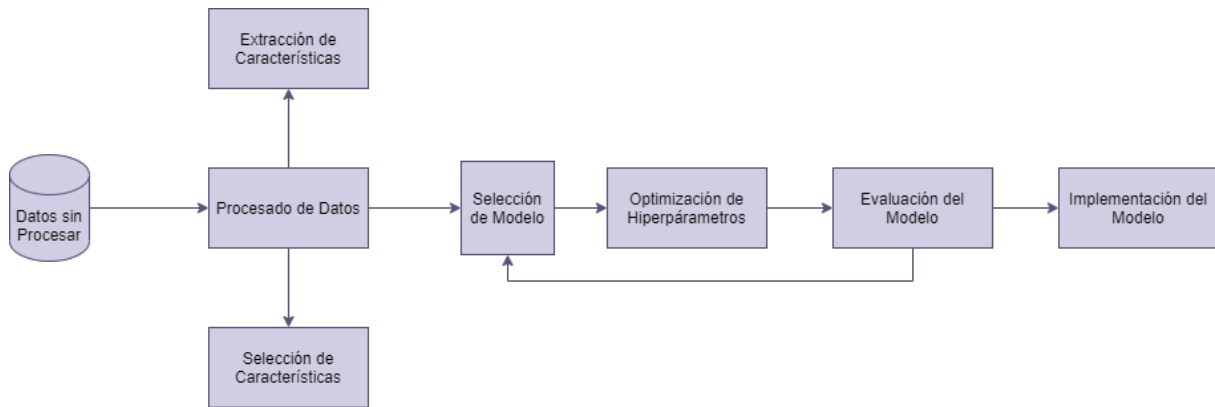 Extracción de
Características
Datos sin
Procesar
Procesado de Datos
Selección
de Modelo
Optimización de
Hiperpárametros
Evaluación del
Modelo
Implementación del
Modelo
Selección de
Características